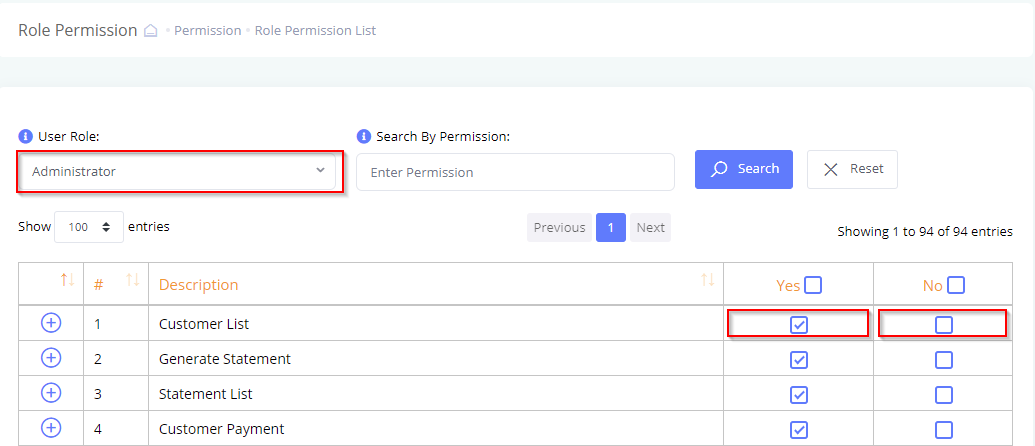 Role Permission Permission Role Permission List
User Role: Search By Permission:
Administrator Enter Permission Search Reset
Show 100 entries Previous 1 Next Showing 1 to 94 of 94 entries
# Description Yes No
1 Customer List
2 Generate Statement
3 Statement List
4 Customer Payment